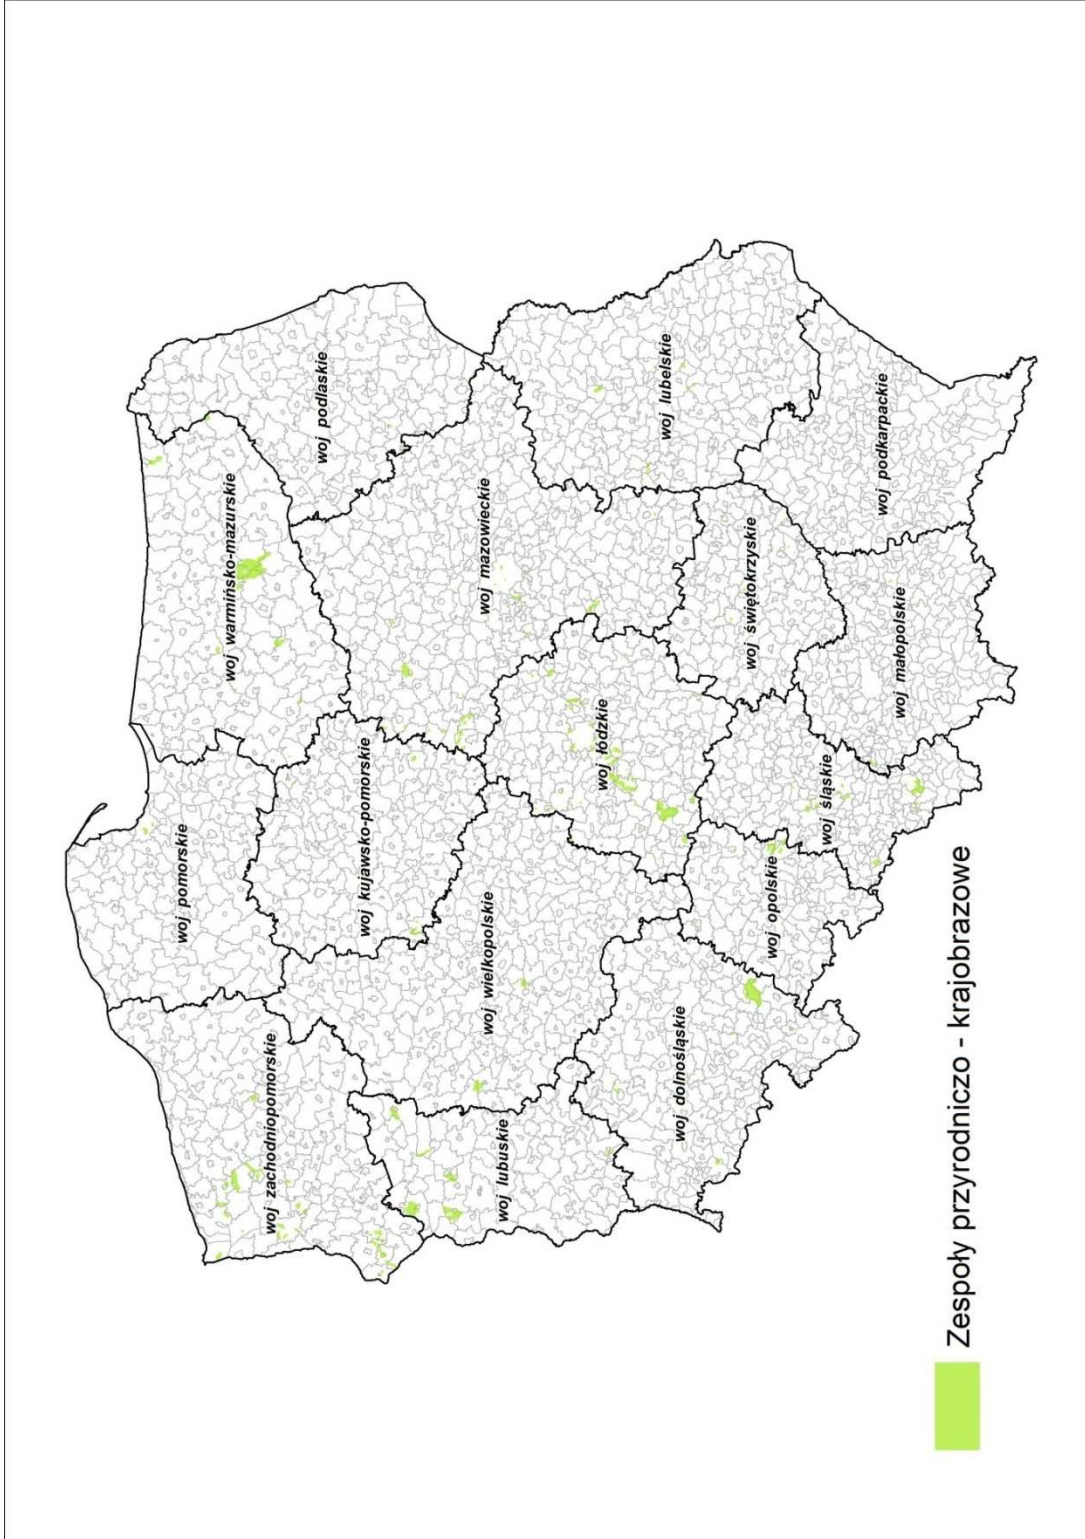 woj pomorskie
woj warmińsko-mazurskie
woj podlaskie
woj zachodniopomorskie
woj kujawsko-pomorskie
woj mazowieckie
woj wielkopolskie
woj lubuskie
woj łódzkie
woj lubelskie
woj dolnośląskie
woj opolskie
woj śląskie
woj świętokrzyskie
woj małopolskie
woj podkarpackie
Zespoły przyrodniczo - krajobrazowe